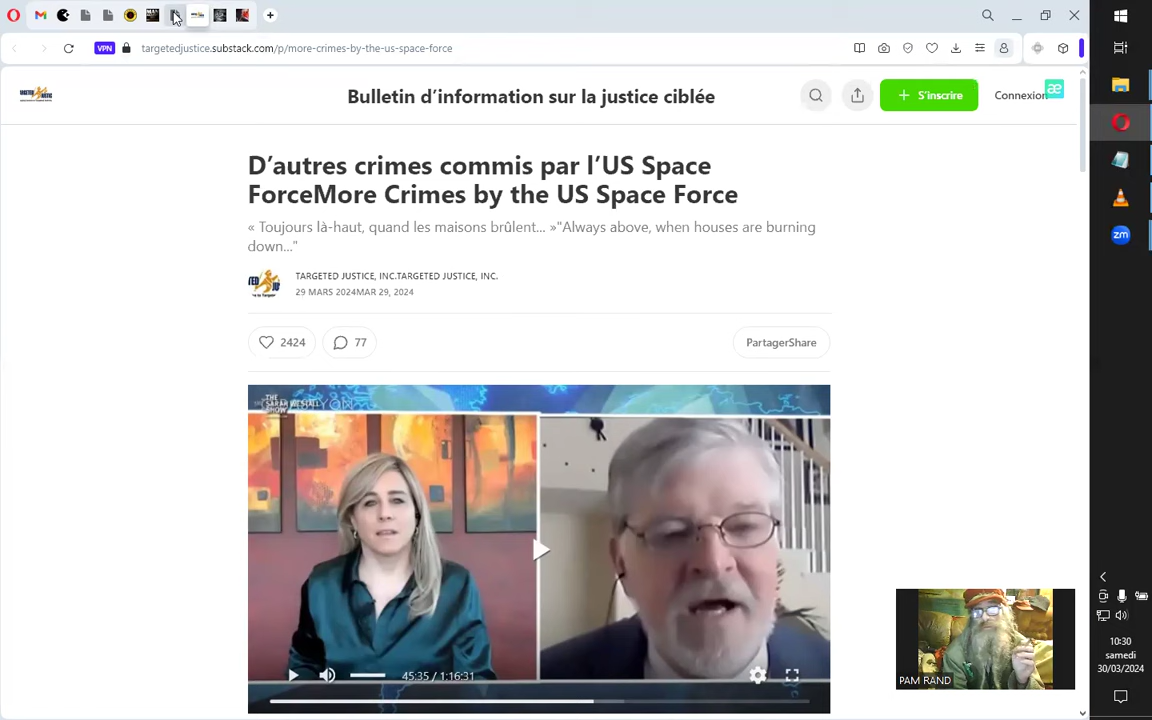 VPN
targetedjustice.substack.com/p/more-crimes-by-the-us-space-force
Bulletin d’information sur la justice ciblée
S’inscrire
Connexion
æ
D’autres crimes commis par l’US Space
ForceMore Crimes by the US Space Force
« Toujours là-haut, quand les maisons brûlent... »"Always above, when houses are burning
down..."
TARGETED JUSTICE, INC.TARGETED JUSTICE, INC.
29 MARS 2024MAR 29, 2024
2424
77
PartagerShare
THE
45:35 / 1:16:31
PAM RAND
zm
10:30
samedi
30/03/2024